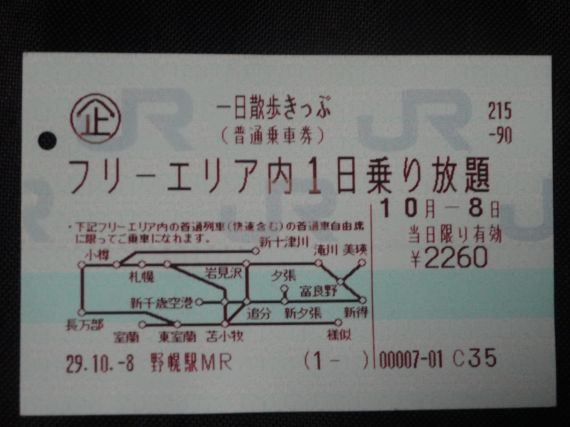 企 一日散歩きっぷ 215
(普通乗車券) -90
フリーエリア内1日乗り放題
10月-8日
当日限り有効
¥2260
・下記フリーエリア内の普通列車(快速含む)の普通車自由席
に限ってご乗車になれます。
新十津川
小樽 札幌 岩見沢 滝川 美瑛
夕張
富良野
新千歳空港
長万部 追分 新夕張 新得
室蘭 東室蘭 苫小牧 様似
29.10.-8 野幌駅MR (1- ) 00007-01 C35
JR JR JR JR